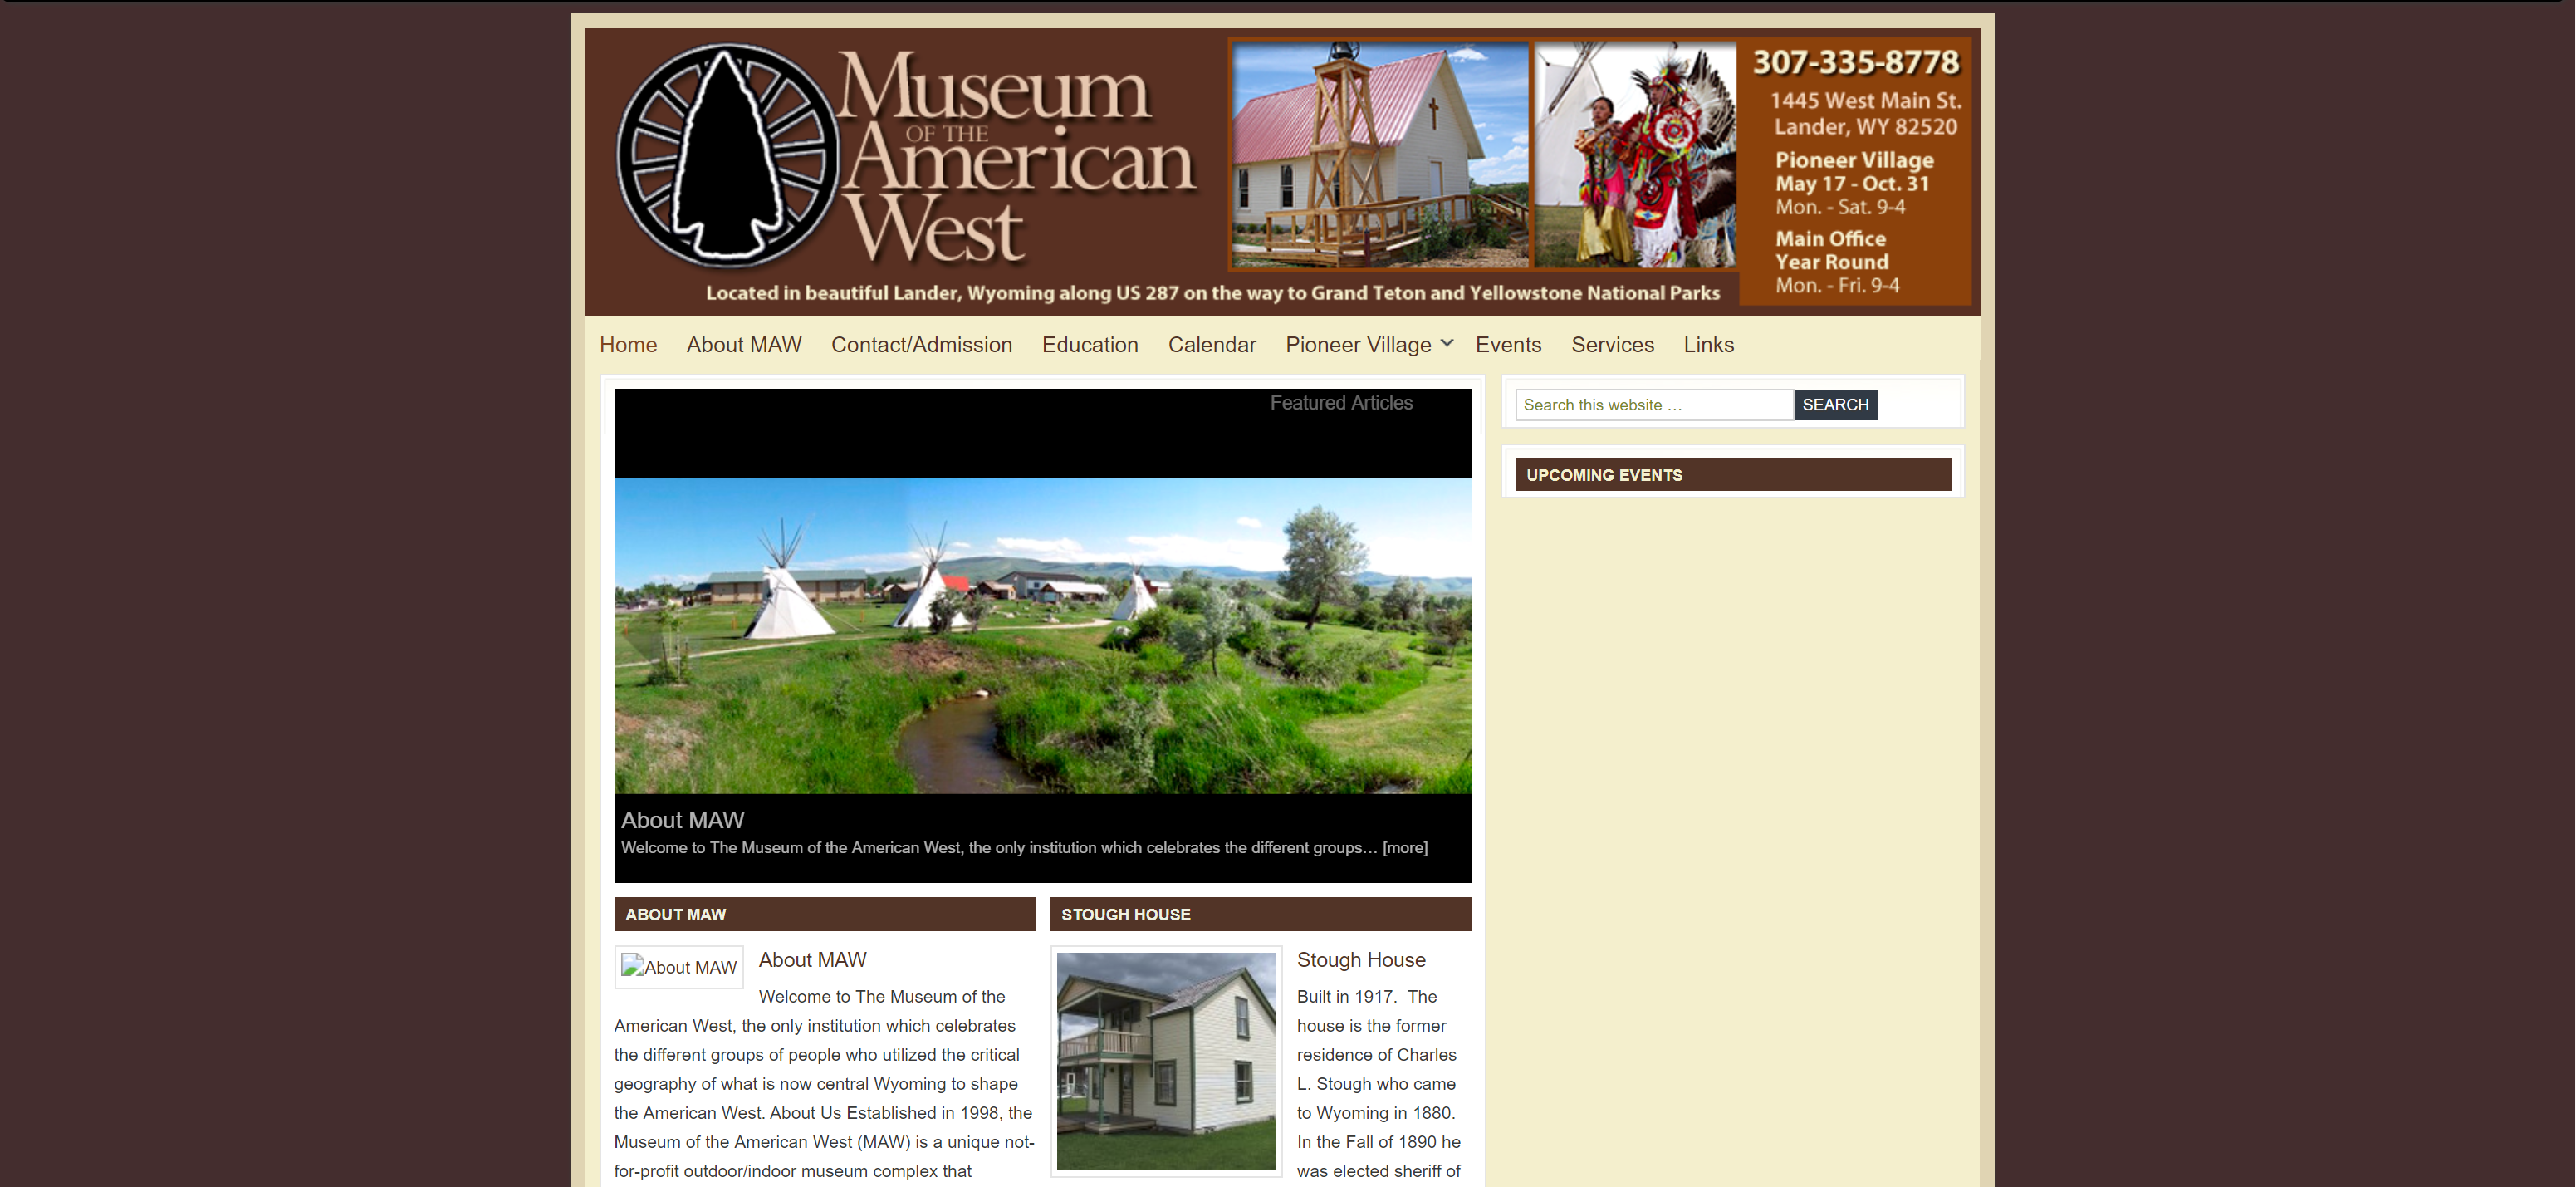 Museum
OF THE
American
West
307-335-8778
1445 West Main St.
Lander, WY 82520
Pioneer Village
May 17 - Oct. 31
Mon. - Sat. 9-4
Main Office
Year Round
Mon. - Fri. 9-4
Located in beautiful Lander, Wyoming along US 287 on the way to Grand Teton and Yellowstone National Parks
Home About MAW Contact/Admission Education Calendar Pioneer Village Events Services Links
Featured Articles
About MAW
Welcome to The Museum of the American West, the only institution which celebrates the different groups… [more]
Search this website … SEARCH
UPCOMING EVENTS
ABOUT MAW
About MAW
About MAW
Welcome to The Museum of the
American West, the only institution which celebrates
the different groups of people who utilized the critical
geography of what is now central Wyoming to shape
the American West. About Us Established in 1998, the
Museum of the American West (MAW) is a unique not-
for-profit outdoor/indoor museum complex that
STOUGH HOUSE
Stough House
Built in 1917.  The
house is the former
residence of Charles
L. Stough who came
to Wyoming in 1880.
In the Fall of 1890 he
was elected sheriff of